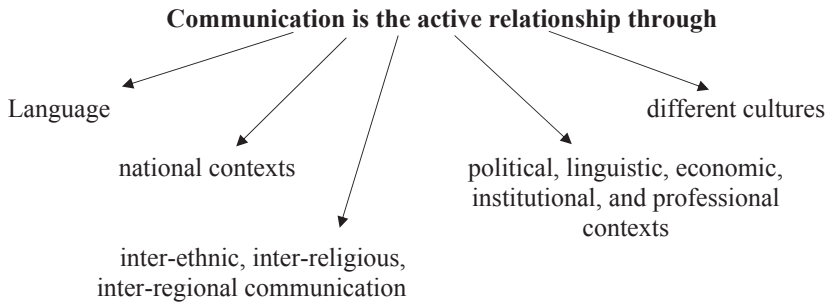 Communication is the active relationship through
Language
different cultures
national contexts
political, linguistic, economic,
institutional, and professional
contexts
inter-ethnic, inter-religious,
inter-regional communication